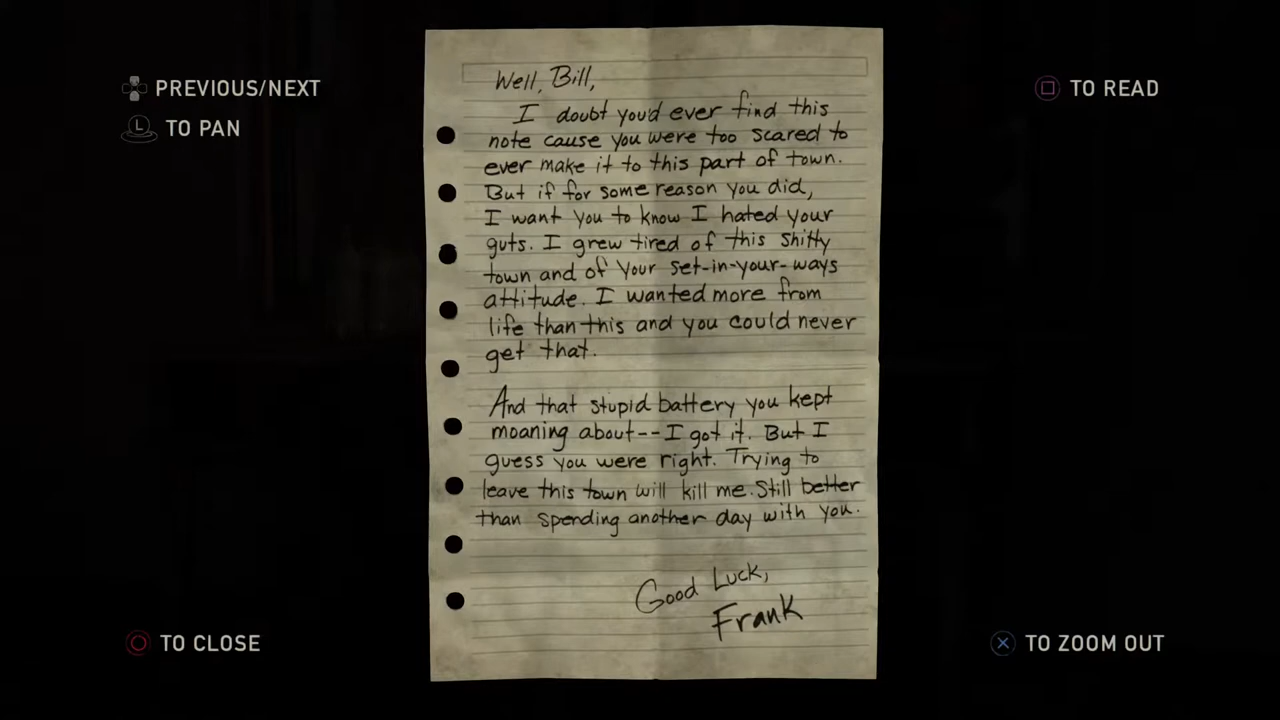 PREVIOUS/NEXT
L TO PAN
TO READ
Well, Bill,
I doubt you'd ever find this
note cause you were too scared to
ever make it to this part of town.
But if for some reason you did,
I want you to know I hated your
guts. I grew tired of this shitty
town and of your set-in-your-ways
attitude. I wanted more from
life than this and you could never
get that.
And that stupid battery you kept
moaning about--I got it. But I
guess you were right. Trying to
leave this town will kill me. Still better
than spending another day with you.
Good Luck,
Frank
TO CLOSE
TO ZOOM OUT